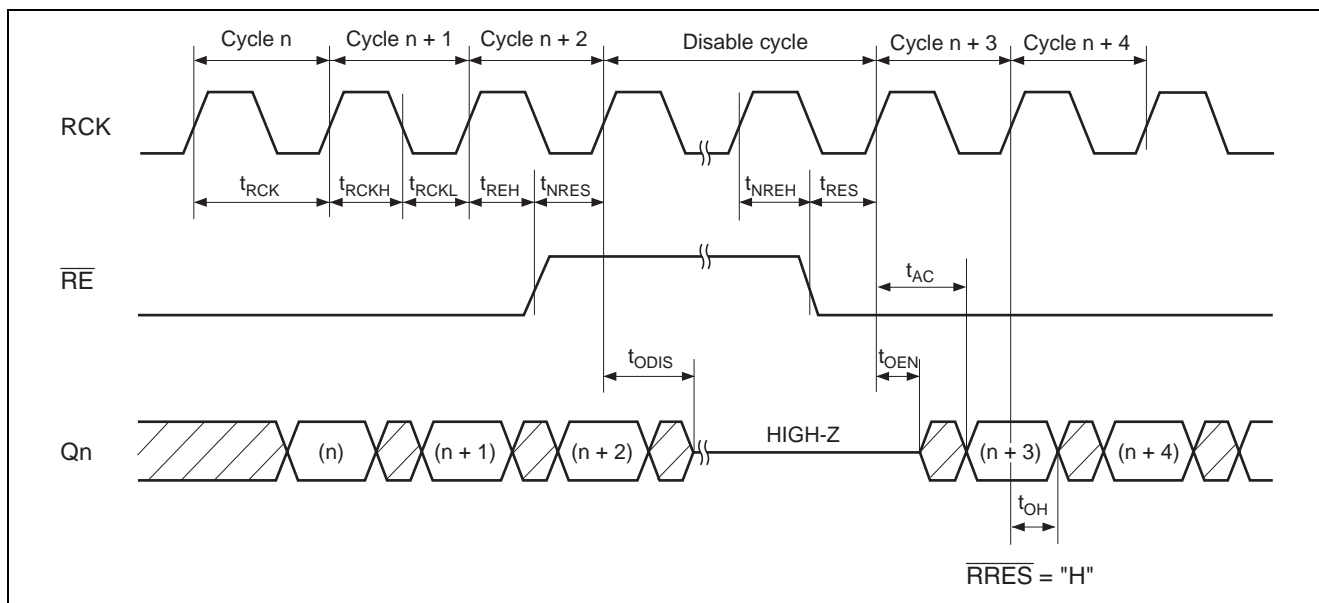 Cycle n Cycle n + 1 Cycle n + 2 Disable cycle Cycle n + 3 Cycle n + 4
RCK
tRCK tRCKH tRCKL tREH tNRES tNREH tRES
RE
tAC
tODIS tOEN
Qn (n) (n + 1) (n + 2) HIGH-Z (n + 3) (n + 4)
tOH
RRES = "H"